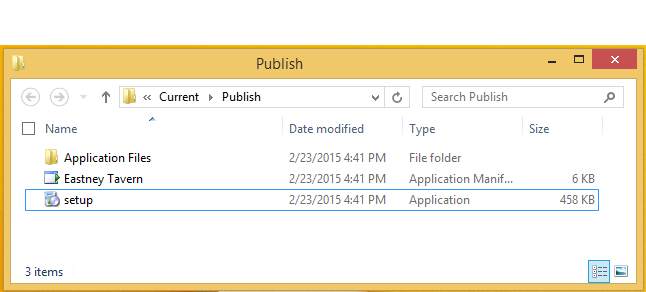 Publish
« Current Publish Search Publish
Name Date modified Type Size
Application Files 2/23/2015 4:41 PM File folder
Eastney Tavern 2/23/2015 4:41 PM Application Manif... 6 KB
setup 2/23/2015 4:41 PM Application 458 KB
3 items